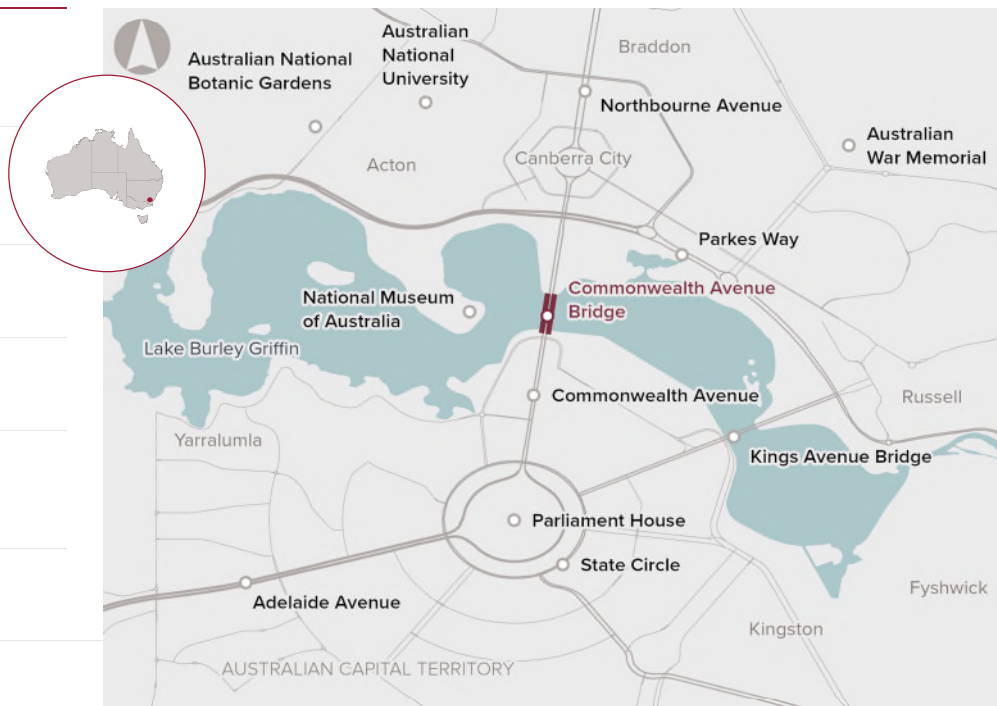 Australian
National
University
Braddon
Australian National
Botanic Gardens
Northbourne Avenue
Australian
War Memorial
Acton
Canberra City
Parkes Way
Commonwealth Avenue
Bridge
National Museum
of Australia
Lake Burley Griffin
Commonwealth Avenue
Russell
Yarralumla
Kings Avenue Bridge
Parliament House
State Circle
Fyshwick
Adelaide Avenue
Kingston
AUSTRALIAN CAPITAL TERRITORY